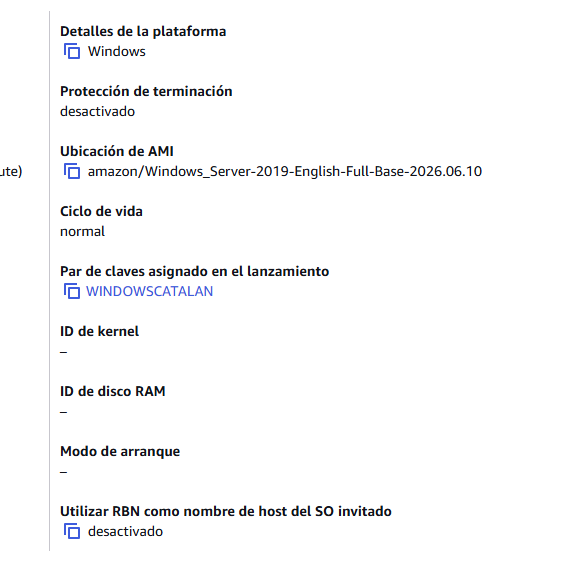 Detalles de la plataforma
Windows
Protección de terminación
desactivado
Ubicación de AMI
ute)
amazon/Windows_Server-2019-English-Full-Base-2026.06.10
Ciclo de vida
normal
Par de claves asignado en el lanzamiento
WINDOWSCATALAN
ID de kernel
–
ID de disco RAM
–
Modo de arranque
–
Utilizar RBN como nombre de host del SO invitado
desactivado